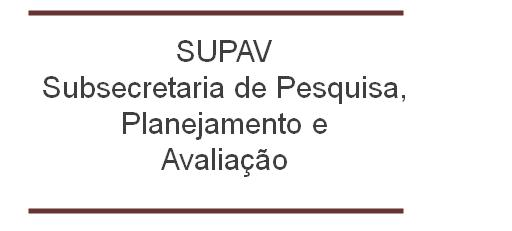 SUPAV
Subsecretaria de Pesquisa,
Planejamento e
Avaliação